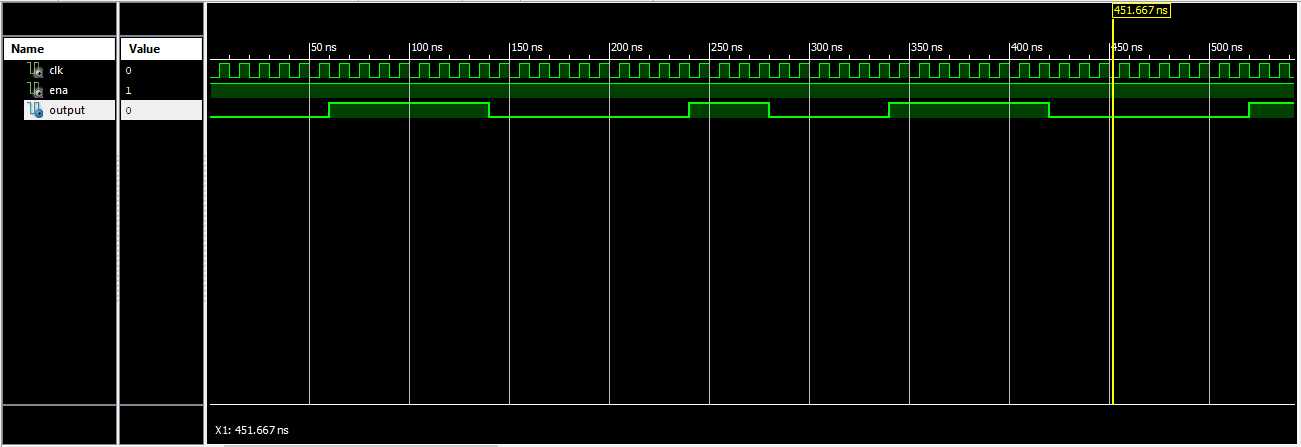 451.667 ns
Name Value
50 ns 100 ns 150 ns 200 ns 250 ns 300 ns 350 ns 400 ns 450 ns 500 ns
clk 0
ena 1
output 0
X1: 451.667 ns